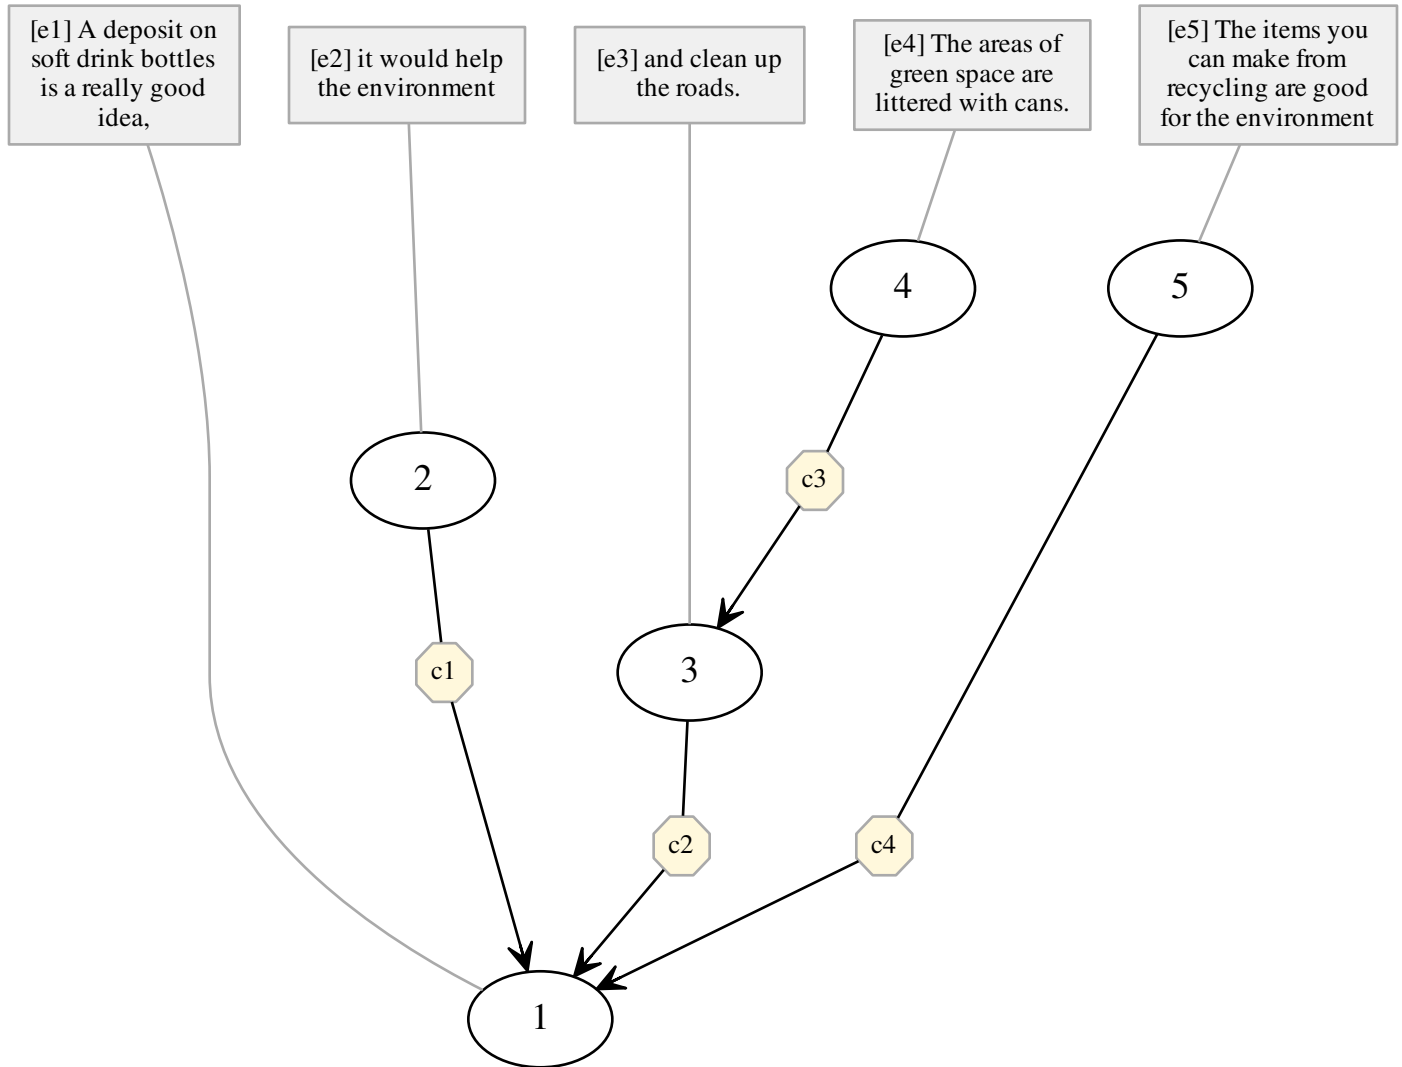 [e1] A deposit on
soft drink bottles
is a really good
idea,
[e2] it would help
the environment
[e3] and clean up
the roads.
[e4] The areas of
green space are
littered with cans.
[e5] The items you
can make from
recycling are good
for the environment
4
5
2
c3
c1
3
c2
c4
1